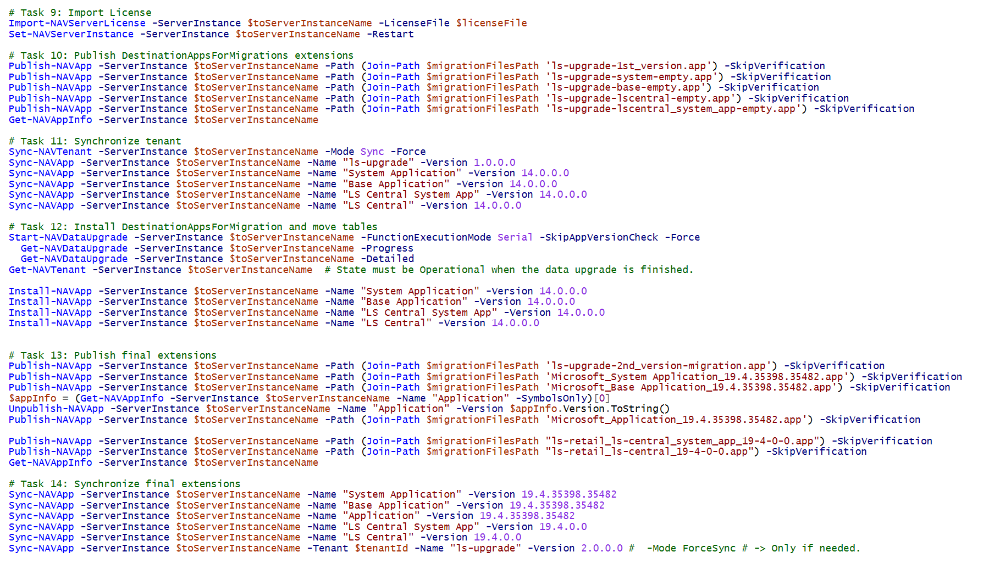 # Task 9: Import License
Import-NAVServerLicense -ServerInstance $toServerInstanceName -LicenseFile $licenseFile
Set-NAVServerInstance -ServerInstance $toServerInstanceName -Restart
# Task 10: Publish DestinationAppsForMigrations extensions
Publish-NAVApp -ServerInstance $toServerInstanceName -Path (Join-Path $migrationFilesPath 'ls-upgrade-1st_version.app') -SkipVerification
Publish-NAVApp -ServerInstance $toServerInstanceName -Path (Join-Path $migrationFilesPath 'ls-upgrade-system-empty.app') -SkipVerification
Publish-NAVApp -ServerInstance $toServerInstanceName -Path (Join-Path $migrationFilesPath 'ls-upgrade-base-empty.app') -SkipVerification
Publish-NAVApp -ServerInstance $toServerInstanceName -Path (Join-Path $migrationFilesPath 'ls-upgrade-lscentral-empty.app') -SkipVerification
Publish-NAVApp -ServerInstance $toServerInstanceName -Path (Join-Path $migrationFilesPath 'ls-upgrade-lscentral_system_app-empty.app') -SkipVerification
Get-NAVAppInfo -ServerInstance $toServerInstanceName
# Task 11: Synchronize tenant
Sync-NAVTenant -ServerInstance $toServerInstanceName -Mode Sync -Force
Sync-NAVApp -ServerInstance $toServerInstanceName -Name "ls-upgrade" -Version 1.0.0.0
Sync-NAVApp -ServerInstance $toServerInstanceName -Name "System Application" -Version 14.0.0.0
Sync-NAVApp -ServerInstance $toServerInstanceName -Name "Base Application" -Version 14.0.0.0
Sync-NAVApp -ServerInstance $toServerInstanceName -Name "LS Central System App" -Version 14.0.0.0
Sync-NAVApp -ServerInstance $toServerInstanceName -Name "LS Central" -Version 14.0.0.0
# Task 12: Install DestinationAppsForMigration and move tables
Start-NAVDataUpgrade -ServerInstance $toServerInstanceName -FunctionExecutionMode Serial -SkipAppVersionCheck -Force
Get-NAVDataUpgrade -ServerInstance $toServerInstanceName -Progress
Get-NAVDataUpgrade -ServerInstance $toServerInstanceName -Detailed
Get-NAVTenant -ServerInstance $toServerInstanceName  # State must be Operational when the data upgrade is finished.
Install-NAVApp -ServerInstance $toServerInstanceName -Name "System Application" -Version 14.0.0.0
Install-NAVApp -ServerInstance $toServerInstanceName -Name "Base Application" -Version 14.0.0.0
Install-NAVApp -ServerInstance $toServerInstanceName -Name "LS Central System App" -Version 14.0.0.0
Install-NAVApp -ServerInstance $toServerInstanceName -Name "LS Central" -Version 14.0.0.0
# Task 13: Publish final extensions
Publish-NAVApp -ServerInstance $toServerInstanceName -Path (Join-Path $migrationFilesPath 'ls-upgrade-2nd_version-migration.app') -SkipVerification
Publish-NAVApp -ServerInstance $toServerInstanceName -Path (Join-Path $migrationFilesPath 'Microsoft_System Application_19.4.35398.35482.app') -SkipVerification
Publish-NAVApp -ServerInstance $toServerInstanceName -Path (Join-Path $migrationFilesPath 'Microsoft_Base Application_19.4.35398.35482.app') -SkipVerification
$appInfo = (Get-NAVAppInfo -ServerInstance $toServerInstanceName -Name "Application" -SymbolsOnly)[0]
Unpublish-NAVApp -ServerInstance $toServerInstanceName -Name "Application" -Version $appInfo.Version.ToString()
Publish-NAVApp -ServerInstance $toServerInstanceName -Path (Join-Path $migrationFilesPath 'Microsoft_Application_19.4.35398.35482.app') -SkipVerification
Publish-NAVApp -ServerInstance $toServerInstanceName -Path (Join-Path $migrationFilesPath "ls-retail_ls-central_system_app_19-4-0-0.app") -SkipVerification
Publish-NAVApp -ServerInstance $toServerInstanceName -Path (Join-Path $migrationFilesPath "ls-retail_ls-central_19-4-0-0.app") -SkipVerification
Get-NAVAppInfo -ServerInstance $toServerInstanceName
# Task 14: Synchronize final extensions
Sync-NAVApp -ServerInstance $toServerInstanceName -Name "System Application" -Version 19.4.35398.35482
Sync-NAVApp -ServerInstance $toServerInstanceName -Name "Base Application" -Version 19.4.35398.35482
Sync-NAVApp -ServerInstance $toServerInstanceName -Name "Application" -Version 19.4.35398.35482
Sync-NAVApp -ServerInstance $toServerInstanceName -Name "LS Central System App" -Version 19.4.0.0
Sync-NAVApp -ServerInstance $toServerInstanceName -Name "LS Central" -Version 19.4.0.0
Sync-NAVApp -ServerInstance $toServerInstanceName -Tenant $tenantId -Name "ls-upgrade" -Version 2.0.0.0 #  -Mode ForceSync # -> Only if needed.